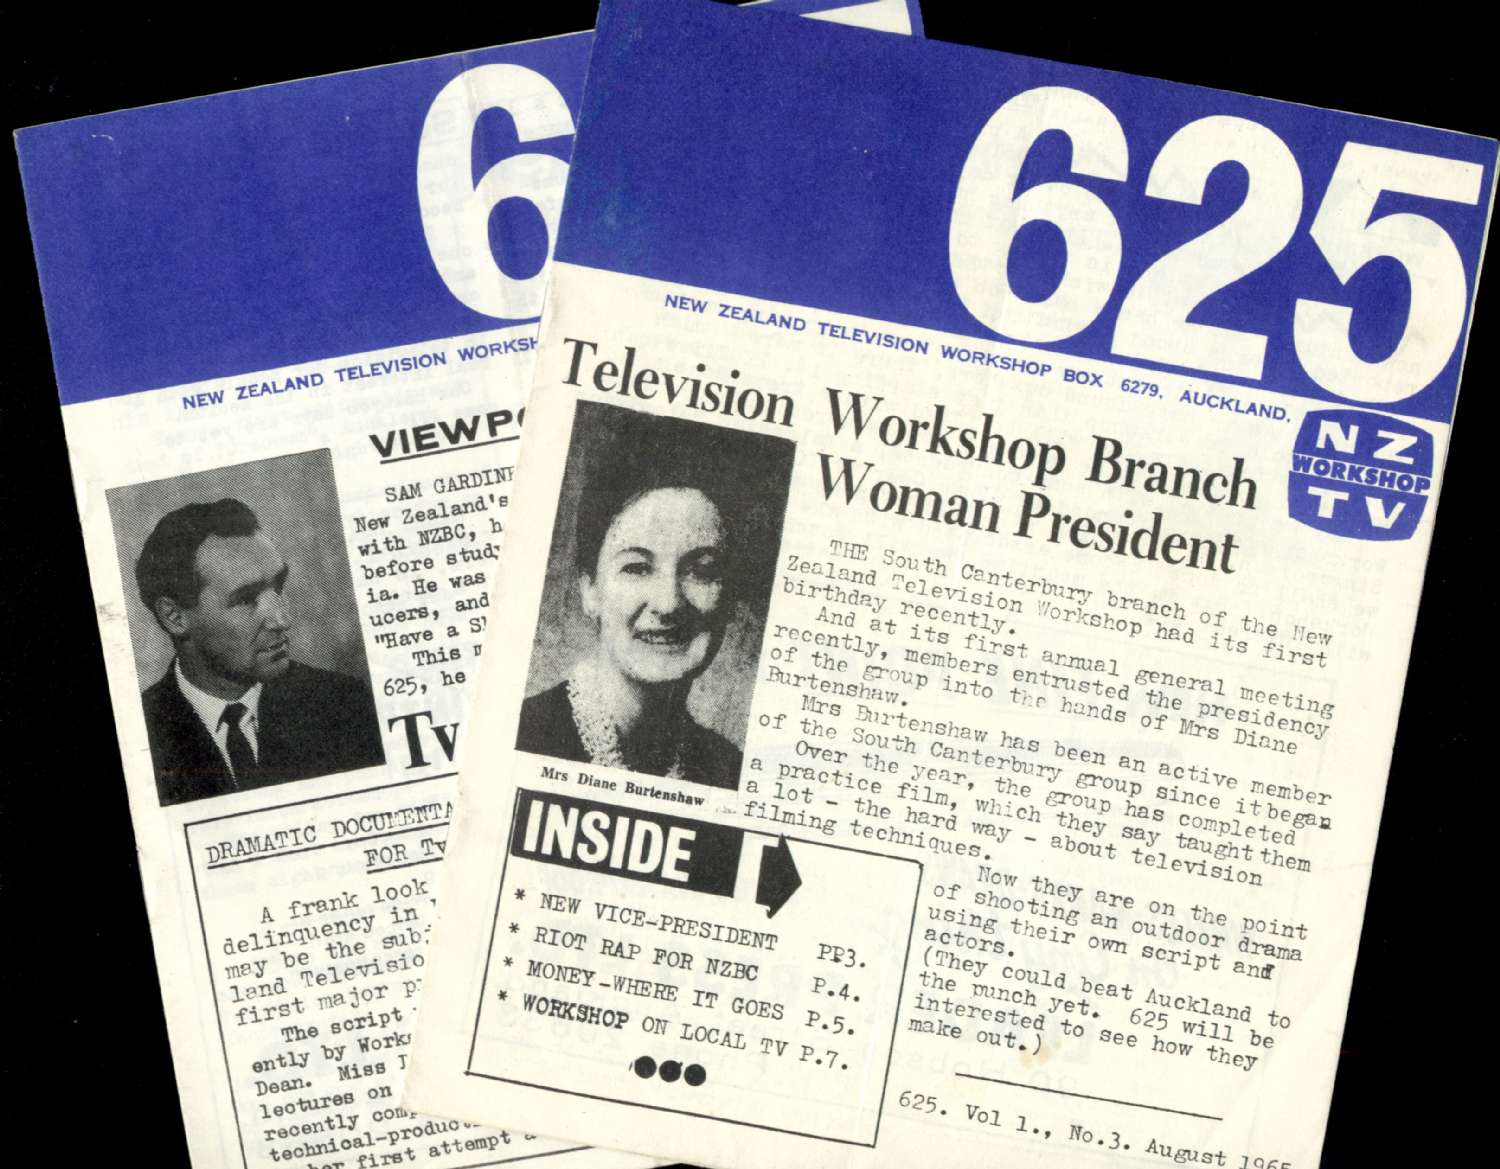 6
NEW ZEALAND TELEVISION WORKSH
VIEWPO
SAM GARDINE
New Zealand's
with NZBC, h
before study
ia. He was
ucers, and
"Have a Sh
This m
625, he
Tw
DRAMATIC DOCUMENTA
FOR Tv
A frank look
delinquency in
may be the subj
land Televisio
first major p
The script
ently by Works
Dean. Miss
lectures on
recently comp
technical-product
her first attempt a
625
NEW ZEALAND TELEVISION WORKSHOP BOX 6279, AUCKLAND.
NZ
WORKSHOP
TV
Television Workshop Branch
Woman President
THE South Canterbury branch of the New
Zealand Television Workshop had its first
birthday recently.
And at its first annual general meeting
recently, members entrusted the presidency
of the group into the hands of Mrs Diane
Burtenshaw.
Mrs Burtenshaw has been an active member
of the South Canterbury group since it began
Over the year, the group has completed
a practice film, which they say taught them
a lot - the hard way - about television
filming techniques.
Now they are on the point
of shooting an outdoor drama
using their own script and
actors.
(They could beat Auckland to
the punch yet. 625 will be
interested to see how they
make out.)
Mrs Diane Burtenshaw
INSIDE
* NEW VICE-PRESIDENT PP3.
* RIOT RAP FOR NZBC P.4.
* MONEY-WHERE IT GOES P.5.
* WORKSHOP ON LOCAL TV P.7.
625. Vol 1., No.3. August 1965